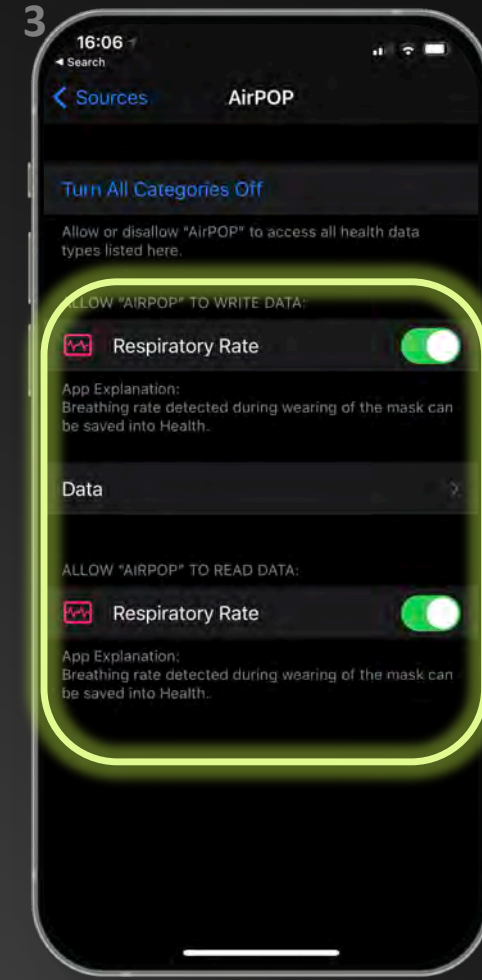 3
16:06
◀ Search
Sources
AirPOP
Turn All Categories Off
Allow or disallow "AirPOP" to access all health data
types listed here.
ALLOW "AIRPOP" TO WRITE DATA:
Respiratory Rate
App Explanation:
Breathing rate detected during wearing of the mask can
be saved into Health.
Data
ALLOW "AIRPOP" TO READ DATA:
Respiratory Rate
App Explanation:
Breathing rate detected during wearing of the mask can
be saved into Health.